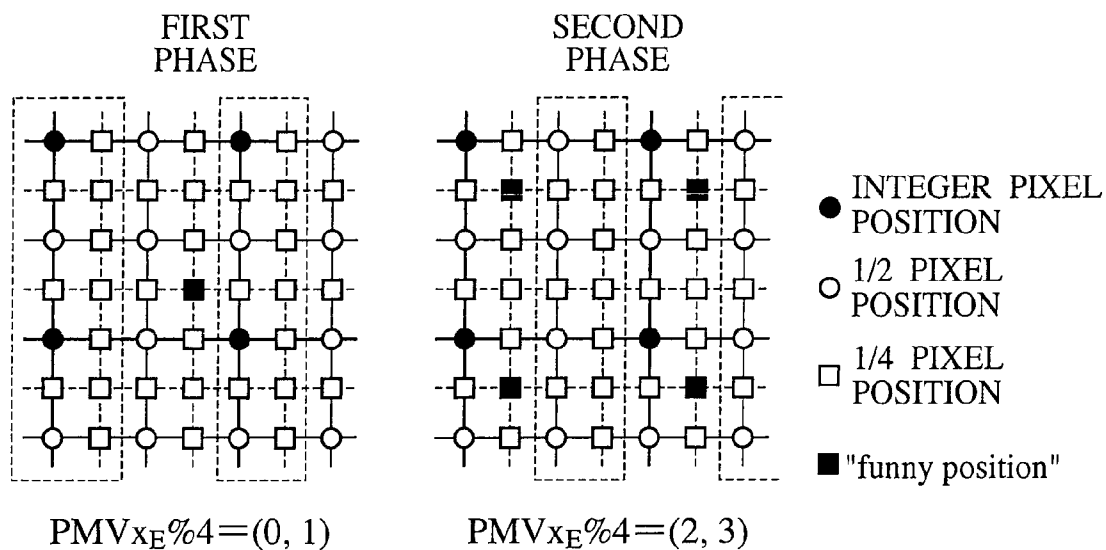 FIRST
PHASE
SECOND
PHASE
INTEGER PIXEL
POSITION
1/2 PIXEL
POSITION
1/4 PIXEL
POSITION
"funny position"
PMVxE%4=(0, 1)
PMVxE%4=(2, 3)